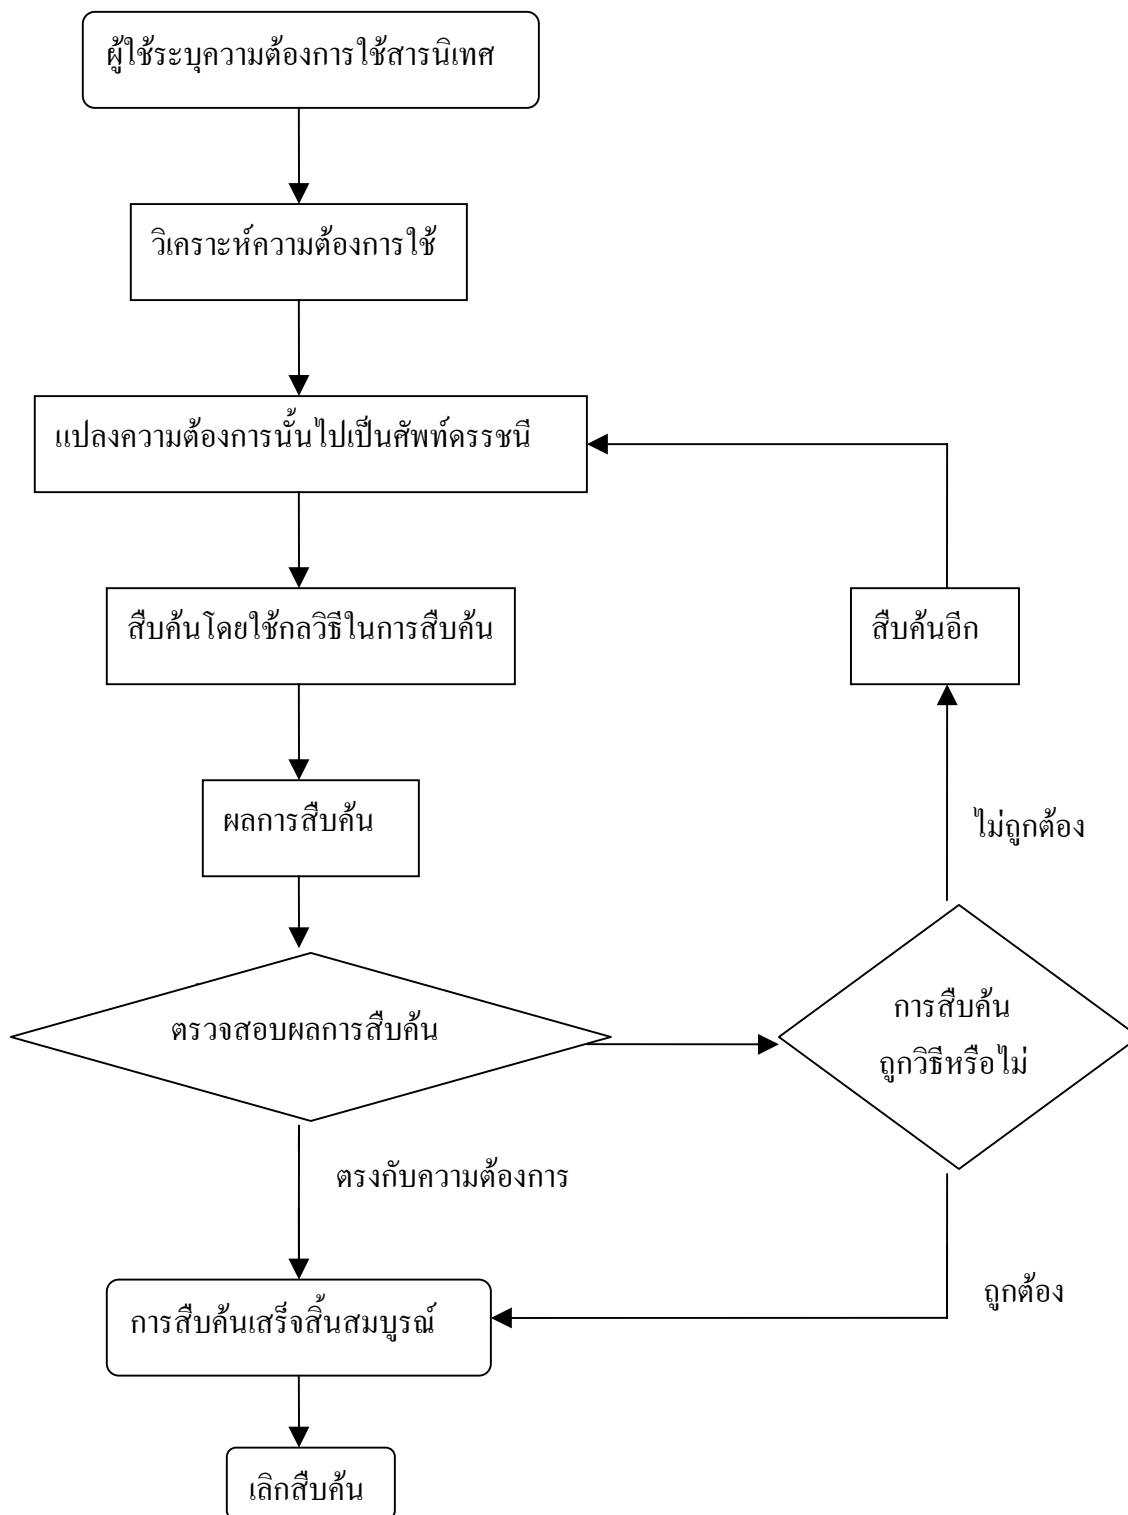 ผู้ใช้ระบุความต้องการใช้สารนิเทศ
วิเคราะห์ความต้องการใช้
แปลงความต้องการนั้นไปเป็นศัพท์ดรรชนี
สืบค้นโดยใช้กลวิธีในการสืบค้น
สืบค้นอีก
ผลการสืบค้น
ไม่ถูกต้อง
ตรวจสอบผลการสืบค้น
การสืบค้น
ถูกวิธีหรือไม่
ตรงกับความต้องการ
ถูกต้อง
การสืบค้นเสร็จสิ้นสมบูรณ์
เลิกสืบค้น